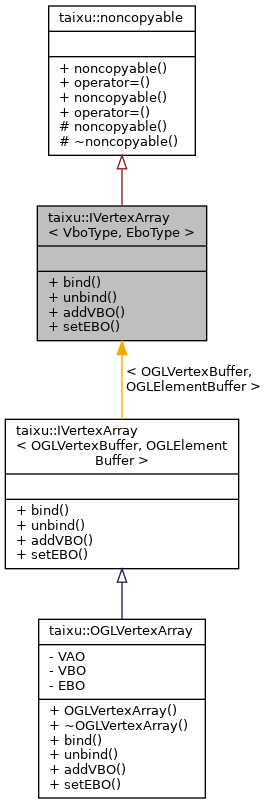 taixu::noncopyable
+ noncopyable()
+ operator=()
+ noncopyable()
+ operator=()
# noncopyable()
# ~noncopyable()
taixu::IVertexArray
< VboType, EboType >
+ bind()
+ unbind()
+ addVBO()
+ setEBO()
< OGLVertexBuffer,
OGLElementBuffer >
taixu::IVertexArray
< OGLVertexBuffer, OGLElement
Buffer >
+ bind()
+ unbind()
+ addVBO()
+ setEBO()
taixu::OGLVertexArray
- VAO
- VBO
- EBO
+ OGLVertexArray()
+ ~OGLVertexArray()
+ bind()
+ unbind()
+ addVBO()
+ setEBO()